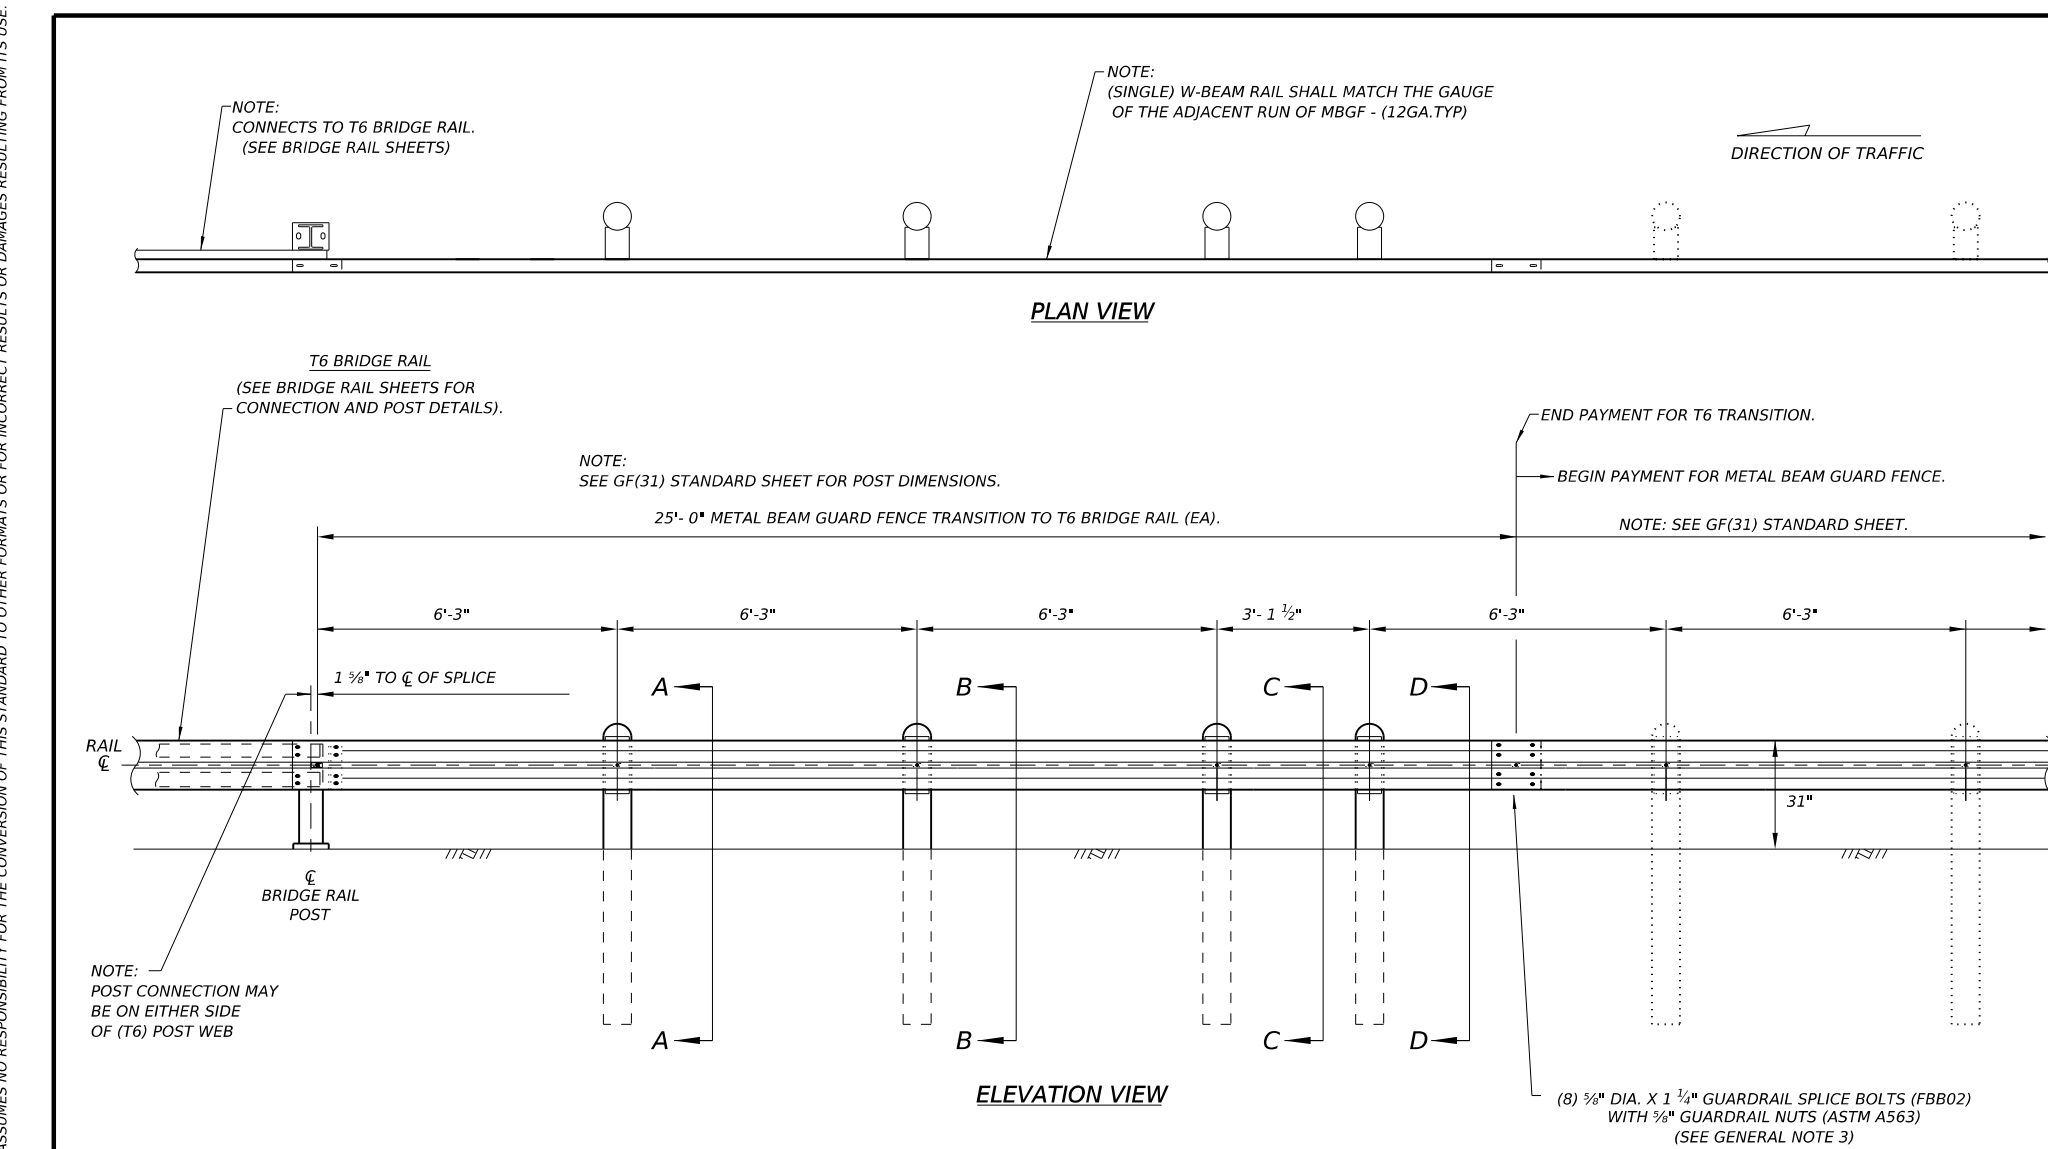 ASSUMES NO RESPONSIBILITY FOR THE CONVERSION OF THIS STANDARD TO OTHER FORMATS OR FOR INCORRECT RESULTS OR DAMAGES RESULTING FROM ITS USE.
NOTE:
(SINGLE) W-BEAM RAIL SHALL MATCH THE GAUGE
OF THE ADJACENT RUN OF MBGF - (12GA.TYP)
NOTE:
CONNECTS TO T6 BRIDGE RAIL.
(SEE BRIDGE RAIL SHEETS)
DIRECTION OF TRAFFIC
PLAN VIEW
T6 BRIDGE RAIL
(SEE BRIDGE RAIL SHEETS FOR
CONNECTION AND POST DETAILS).
END PAYMENT FOR T6 TRANSITION.
NOTE:
SEE GF(31) STANDARD SHEET FOR POST DIMENSIONS.
BEGIN PAYMENT FOR METAL BEAM GUARD FENCE.
25'- 0" METAL BEAM GUARD FENCE TRANSITION TO T6 BRIDGE RAIL (EA).
NOTE: SEE GF(31) STANDARD SHEET.
6'-3" 6'-3" 6'-3" 3'- 1 ½" 6'-3" 6'-3"
1 ⅝" TO ℄ OF SPLICE
A B C D
RAIL
℄
31"
℄
BRIDGE RAIL
POST
NOTE:
POST CONNECTION MAY
BE ON EITHER SIDE
OF (T6) POST WEB
A B C D
ELEVATION VIEW
(8) ⅝" DIA. X 1 ¼" GUARDRAIL SPLICE BOLTS (FBB02)
WITH ⅝" GUARDRAIL NUTS (ASTM A563)
(SEE GENERAL NOTE 3)